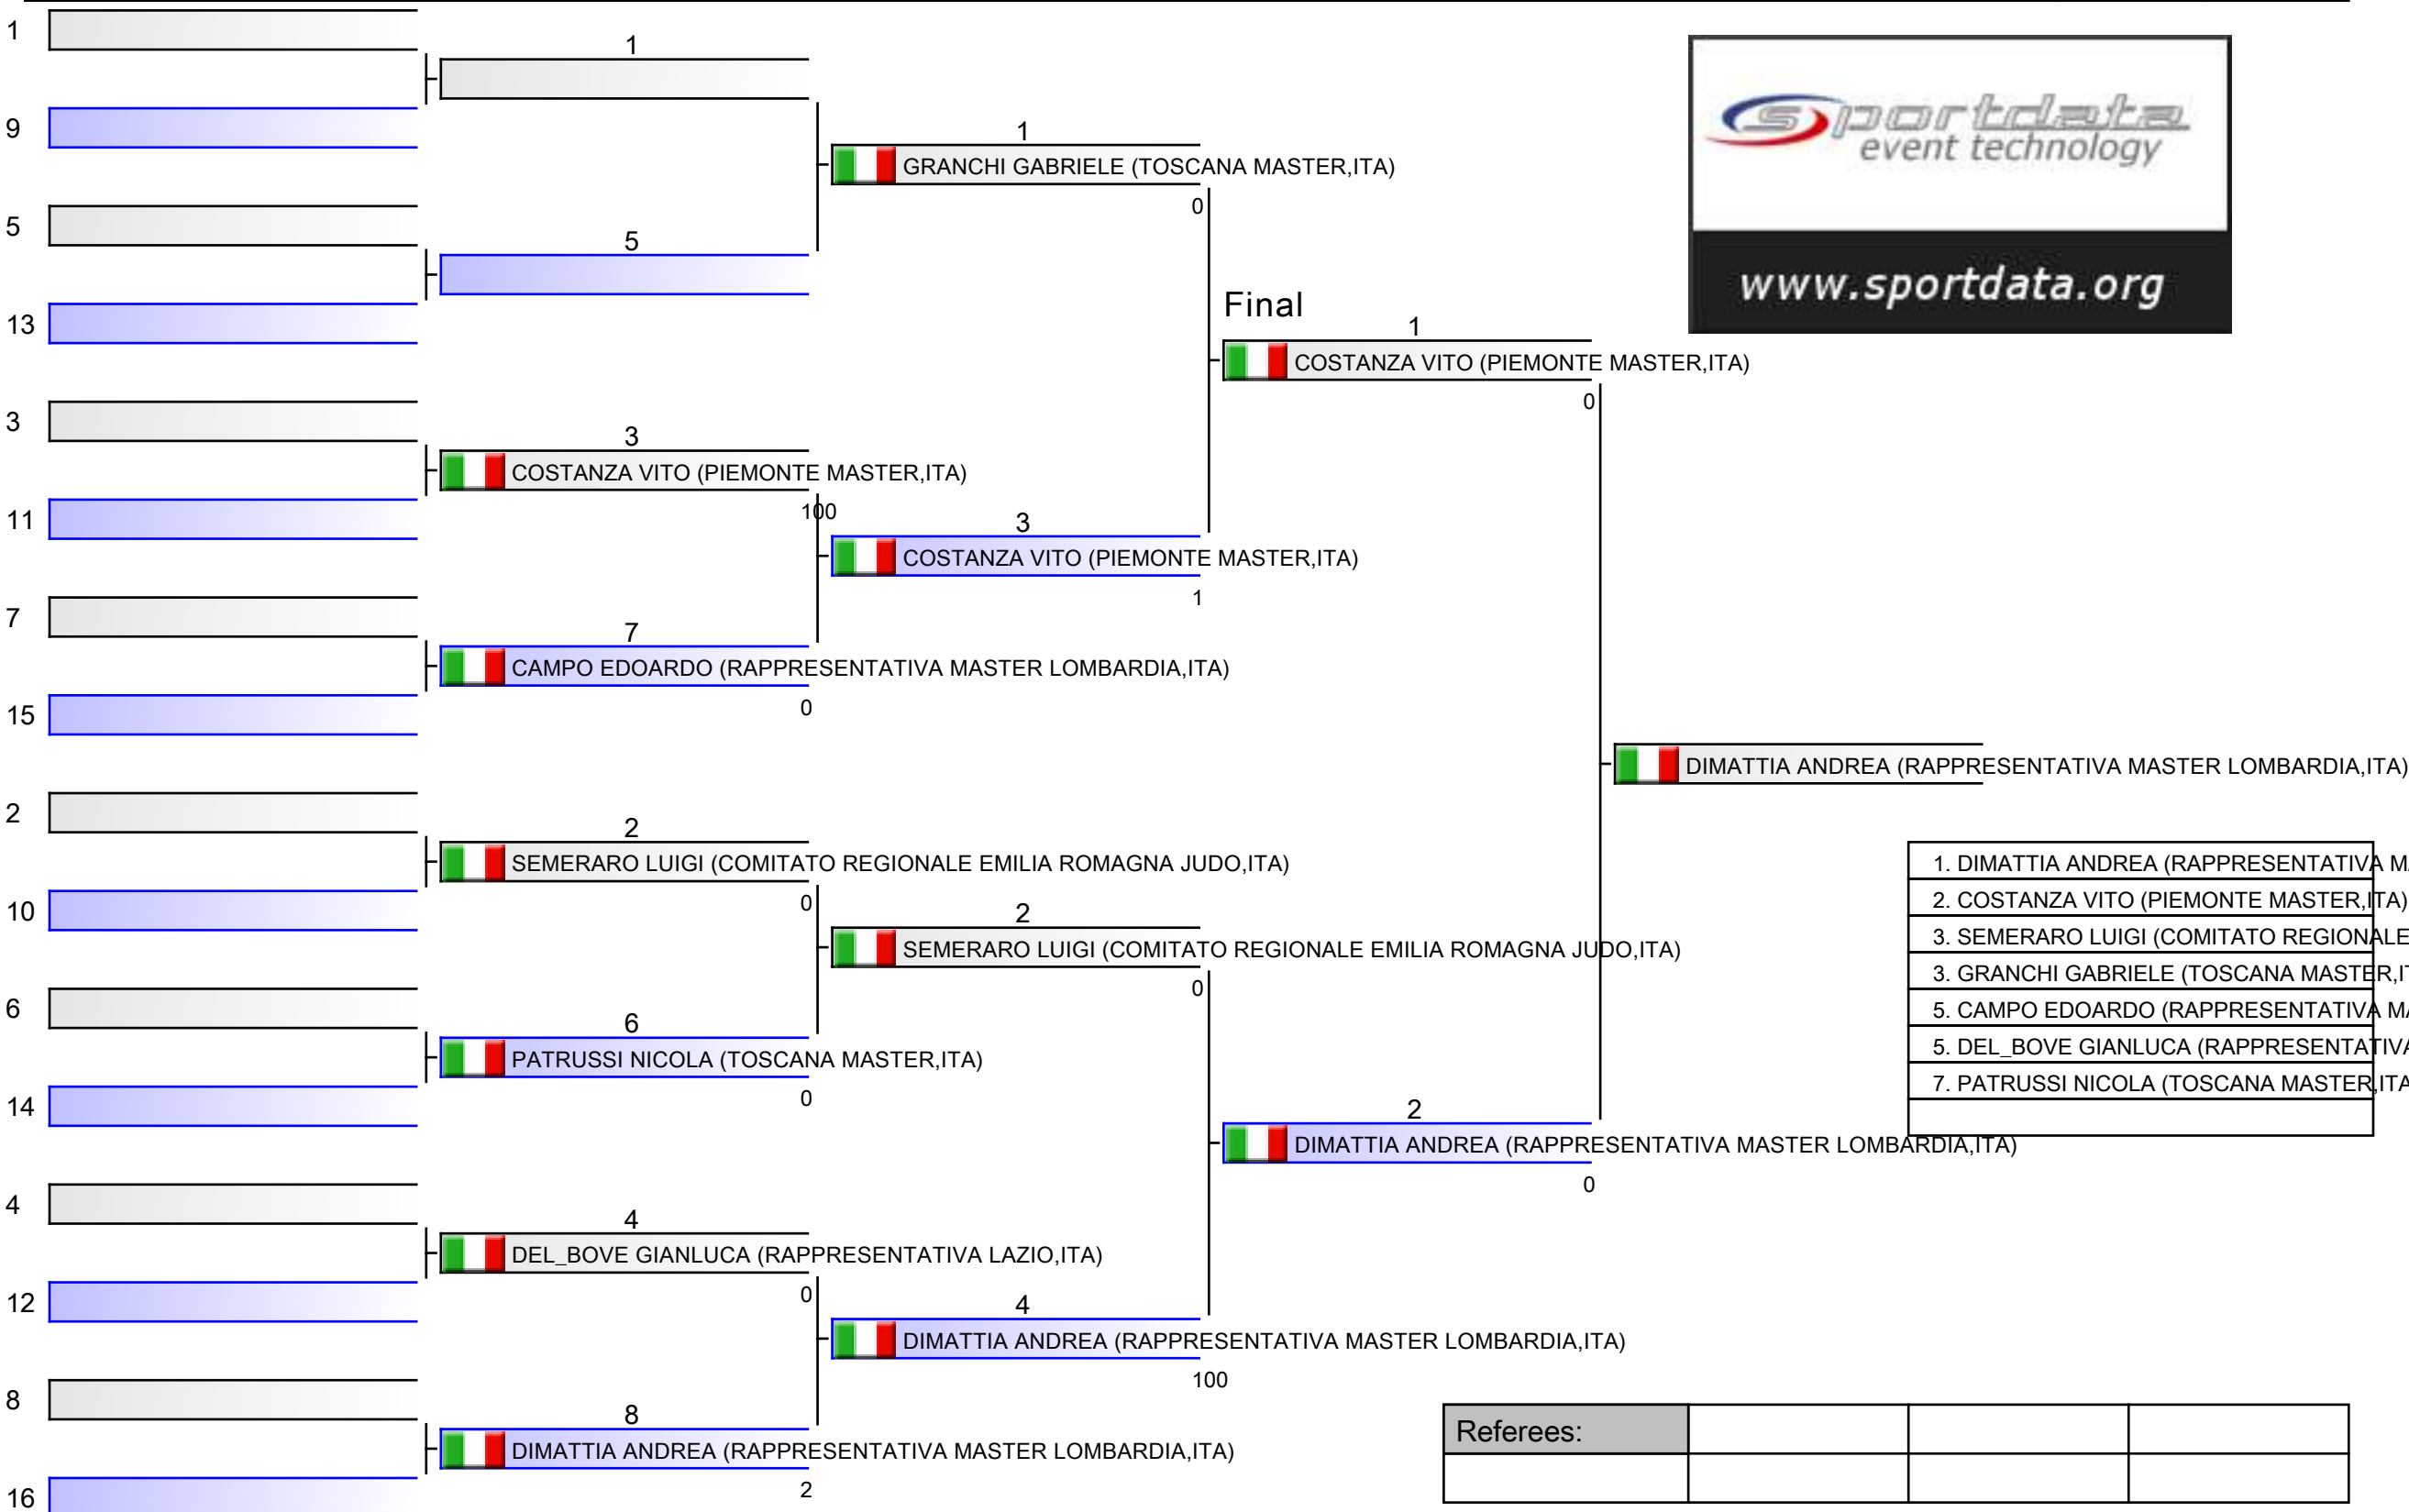 1
1
9
1
GRANCHI GABRIELE (TOSCANA MASTER,ITA)
0
5
5
13
sportdata
event technology
www.sportdata.org
Final
1
COSTANZA VITO (PIEMONTE MASTER,ITA)
0
3
3
COSTANZA VITO (PIEMONTE MASTER,ITA)
100
11
3
COSTANZA VITO (PIEMONTE MASTER,ITA)
1
7
7
CAMPO EDOARDO (RAPPRESENTATIVA MASTER LOMBARDIA,ITA)
0
15
DIMATTIA ANDREA (RAPPRESENTATIVA MASTER LOMBARDIA,ITA)
2
2
SEMERARO LUIGI (COMITATO REGIONALE EMILIA ROMAGNA JUDO,ITA)
0
10
2
SEMERARO LUIGI (COMITATO REGIONALE EMILIA ROMAGNA JUDO,ITA)
0
6
6
PATRUSSI NICOLA (TOSCANA MASTER,ITA)
0
14
1. DIMATTIA ANDREA (RAPPRESENTATIVA MA
2. COSTANZA VITO (PIEMONTE MASTER,ITA)
3. SEMERARO LUIGI (COMITATO REGIONALE
3. GRANCHI GABRIELE (TOSCANA MASTER,IT
5. CAMPO EDOARDO (RAPPRESENTATIVA MA
5. DEL_BOVE GIANLUCA (RAPPRESENTATIVA
7. PATRUSSI NICOLA (TOSCANA MASTER,ITA
2
DIMATTIA ANDREA (RAPPRESENTATIVA MASTER LOMBARDIA,ITA)
0
4
4
DEL_BOVE GIANLUCA (RAPPRESENTATIVA LAZIO,ITA)
0
12
4
DIMATTIA ANDREA (RAPPRESENTATIVA MASTER LOMBARDIA,ITA)
100
8
8
DIMATTIA ANDREA (RAPPRESENTATIVA MASTER LOMBARDIA,ITA)
2
16
Referees: